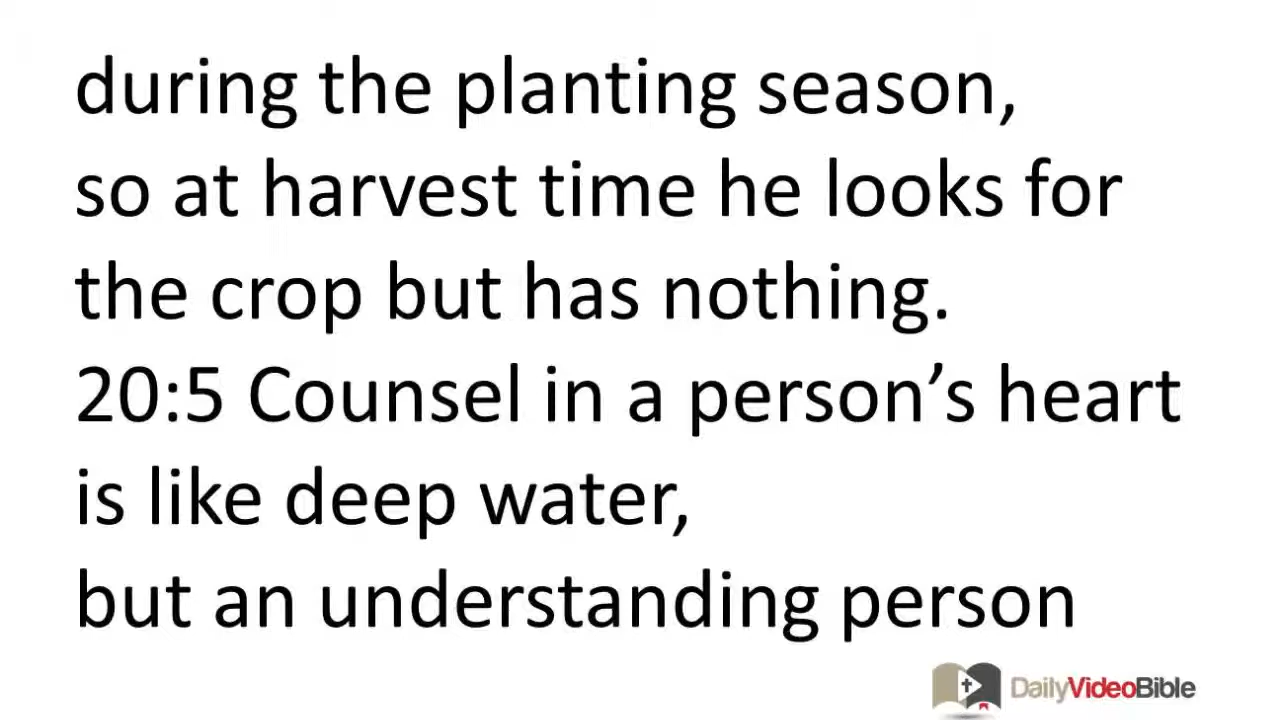 during the planting season,
so at harvest time he looks for
the crop but has nothing.
20:5 Counsel in a person’s heart
is like deep water,
but an understanding person
DailyVideoBible